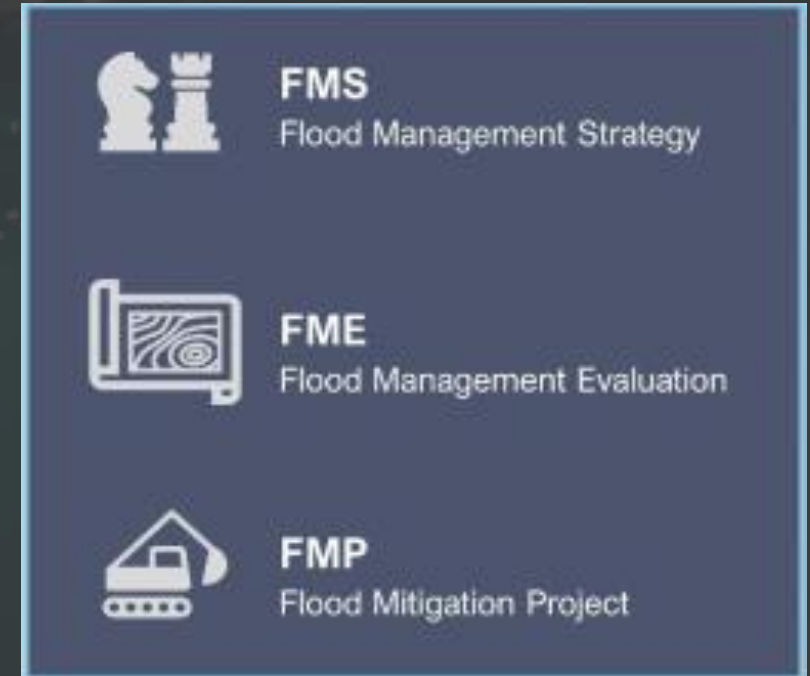 FMS
Flood Management Strategy
FME
Flood Management Evaluation
FMP
Flood Mitigation Project